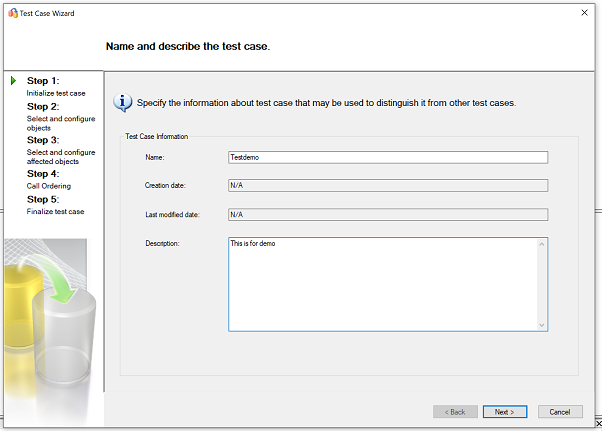 Test Case Wizard
Name and describe the test case.
Step 1:
Initialize test case
Step 2:
Select and configure
objects
Step 3:
Select and configure
affected objects
Step 4:
Call Ordering
Step 5:
Finalize test case
Specify the information about test case that may be used to distinguish it from other test cases.
Test Case Information
Name:
Testdemo
Creation date:
N/A
Last modified date:
N/A
Description:
This is for demo
< Back
Next >
Cancel